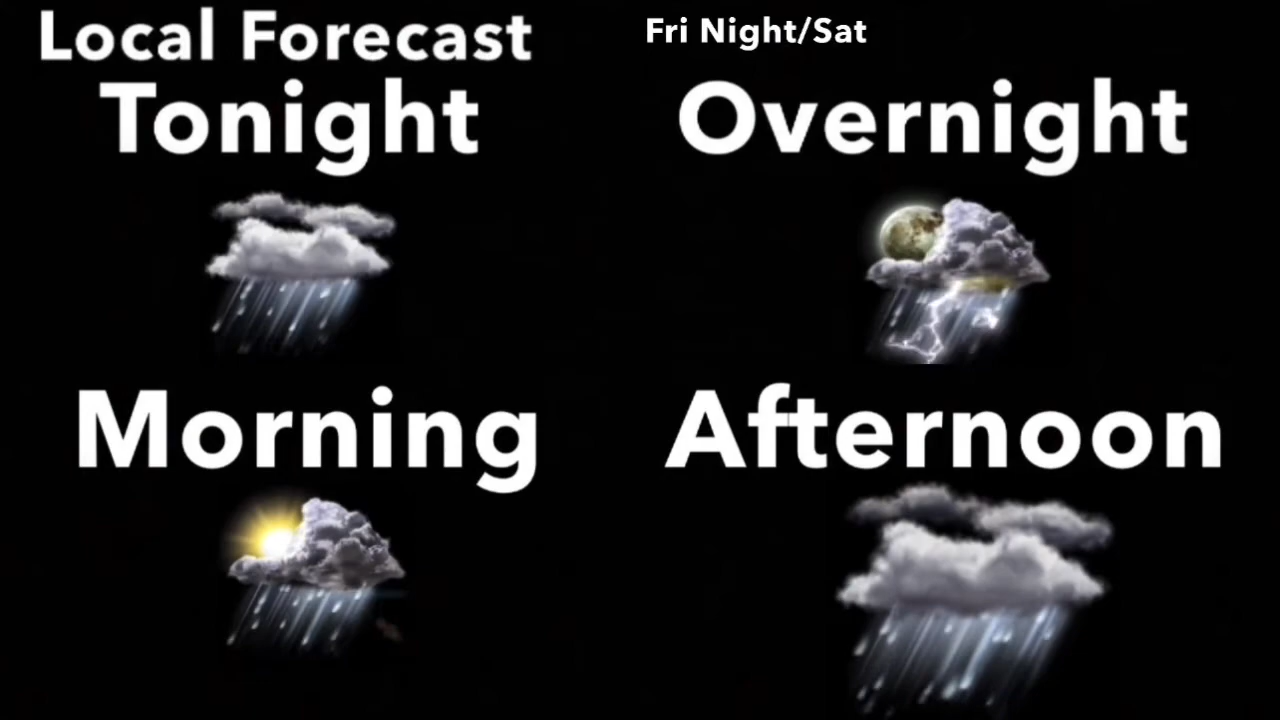 Local Forecast
Fri Night/Sat
Tonight
Overnight
Morning
Afternoon